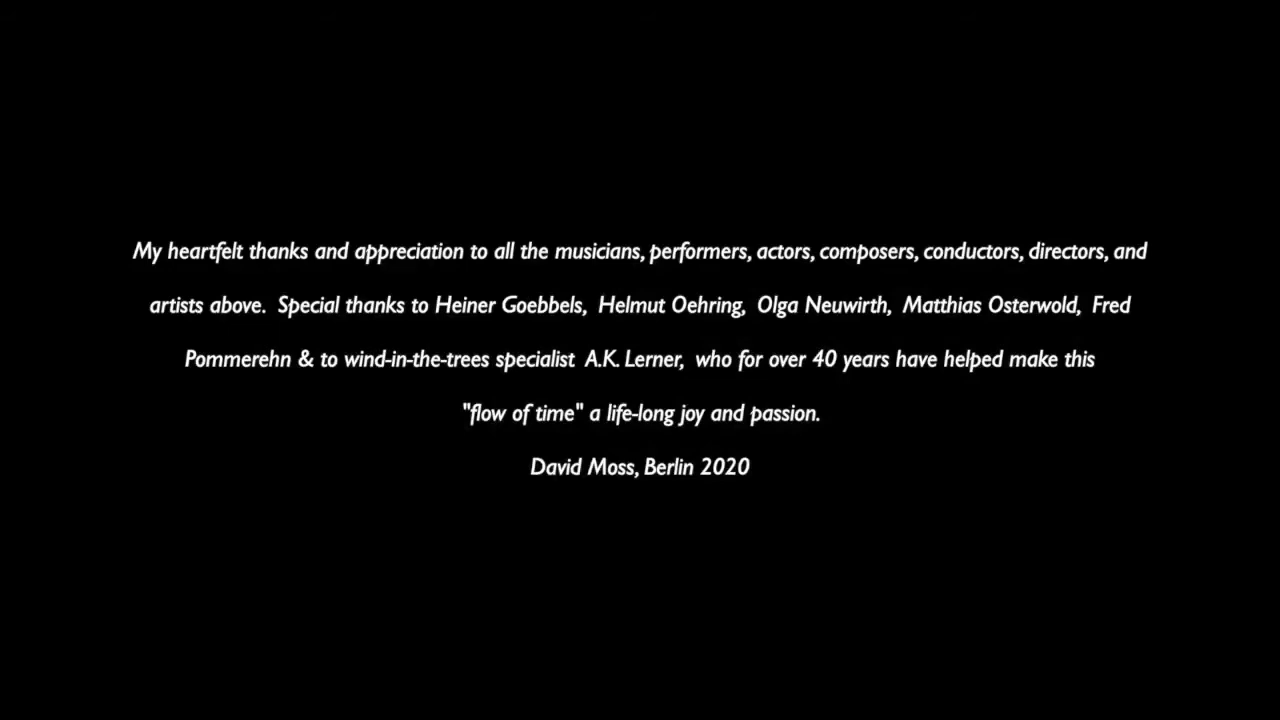 My heartfelt thanks and appreciation to all the musicians, performers, actors, composers, conductors, directors, and
artists above.  Special thanks to Heiner Goebbels,  Helmut Oehring,  Olga Neuwirth,  Matthias Osterwold,  Fred
Pommerehn & to wind-in-the-trees specialist  A.K. Lerner,  who for over 40 years have helped make this
"flow of time" a life-long joy and passion.
David Moss, Berlin 2020